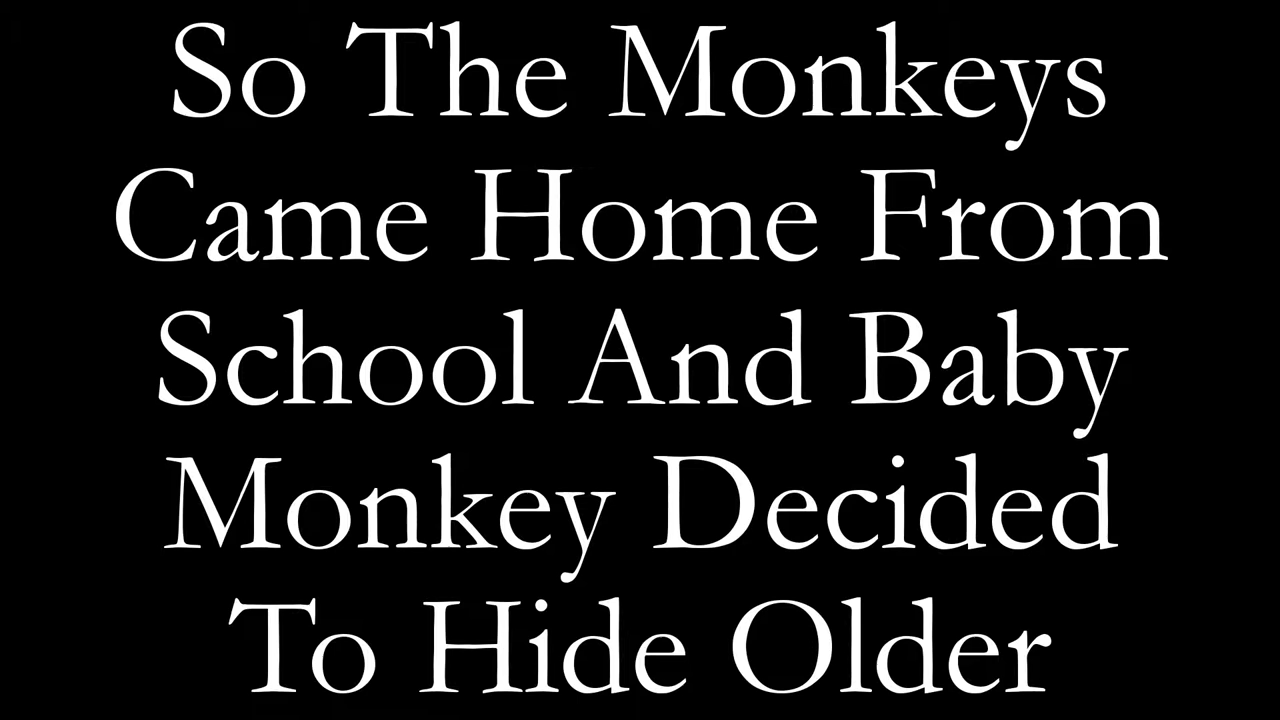 So The Monkeys
Came Home From
School And Baby
Monkey Decided
To Hide Older